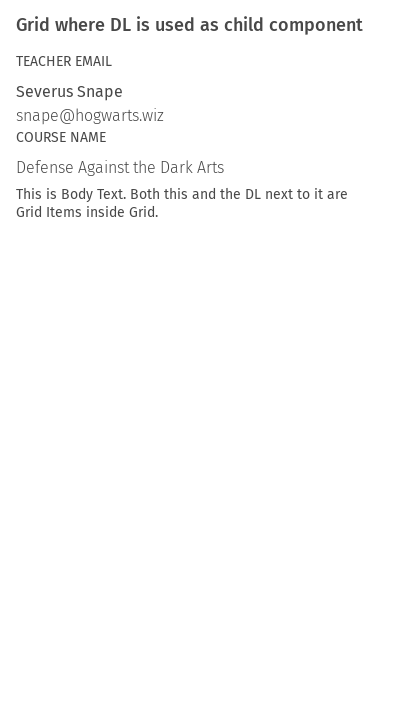 Grid where DL is used as child component
TEACHER EMAIL
Severus Snape
snape@hogwarts.wiz
COURSE NAME
Defense Against the Dark Arts
This is Body Text. Both this and the DL next to it are
Grid Items inside Grid.